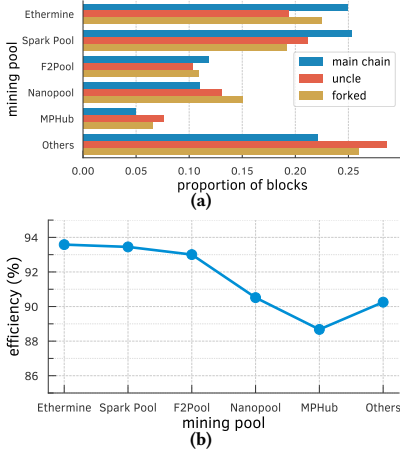 mining pool
Ethermine
Spark Pool
F2Pool
Nanopool
MPHub
Others
main chain
uncle
forked
0.00 0.05 0.10 0.15 0.20 0.25
proportion of blocks
(a)
efficiency (%)
94
92
90
88
86
Ethermine Spark Pool F2Pool Nanopool MPHub Others
mining pool
(b)